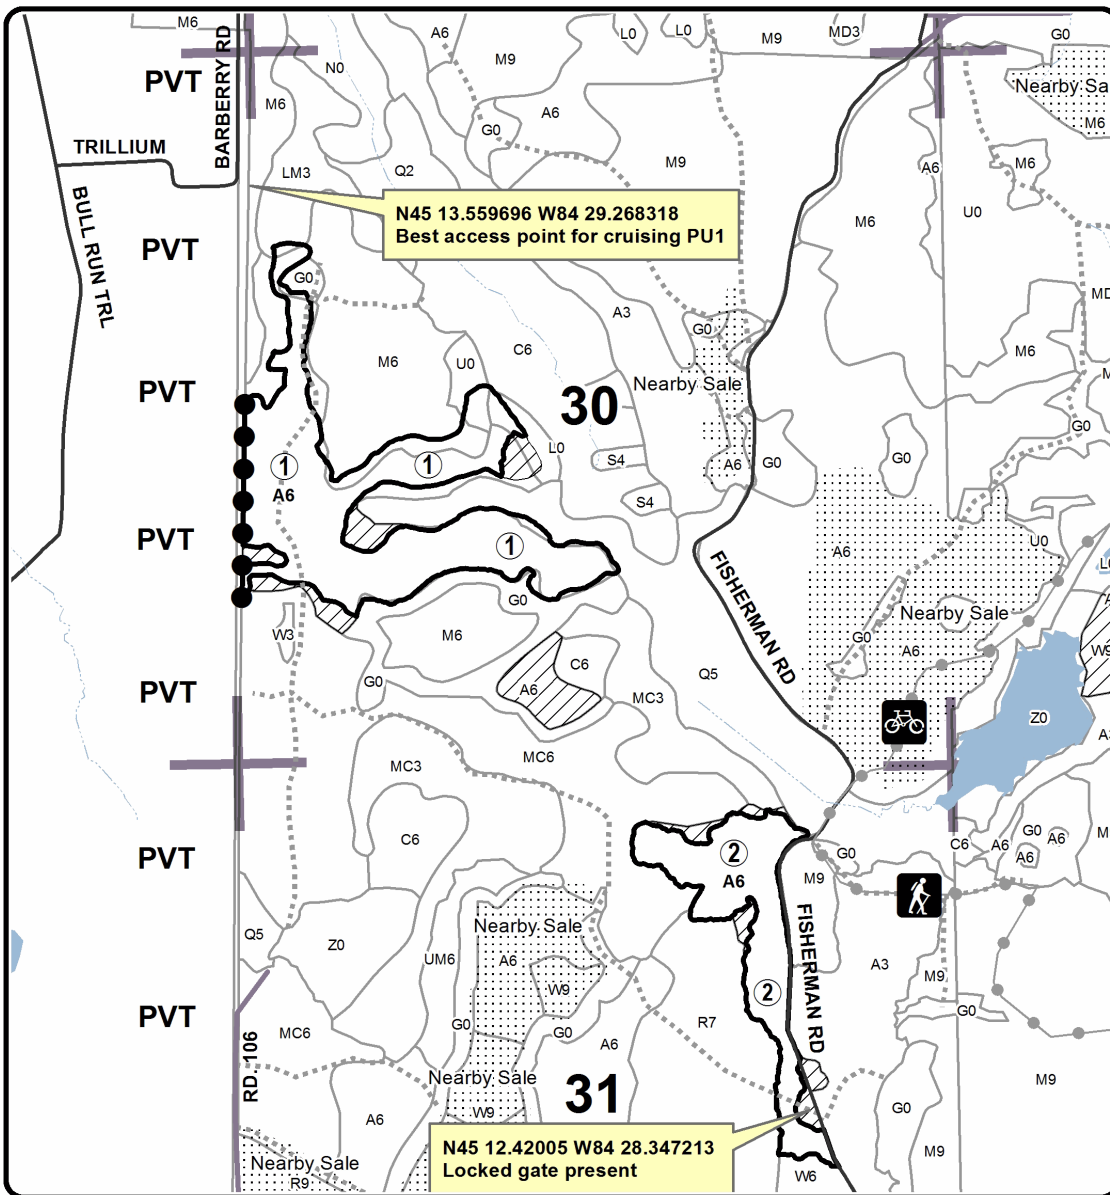 M6
BARBERRY RD
A6
M9
L0
L0
M9
MD3
G0
PVT
N0
M6
A6
G0
Nearby Sa
M6
TRILLIUM
LM3
Q2
M9
A6
M6
U0
M6
BULL RUN TRL
PVT
N45 13.559696 W84 29.268318
Best access point for cruising PU1
G0
A3
G0
MD
M6
C6
U0
M6
M
PVT
30
Nearby Sale
L0
S4
A6
G0
G0
G0
1
A6
1
S4
PVT
1
FISHERMAN RD
A6
U0
L0
A
G0
Nearby Sale
G0
A6
W9
W3
M6
C6
A6
MC3
Q5
PVT
G0
Z0
A3
MC3
MC6
C6
PVT
2
A6
M9
G0
C6
A6
G0
A6
A6
M
Q5
Z0
UM6
Nearby Sale
A6
W9
FISHERMAN RD
A3
M9
G0
PVT
MC6
RD. 106
G0
G0
A6
R7
2
M9
31
Nearby Sale
W9
G0
A6
M9
N45 12.42005 W84 28.347213
Locked gate present
Nearby Sale
R9
W6